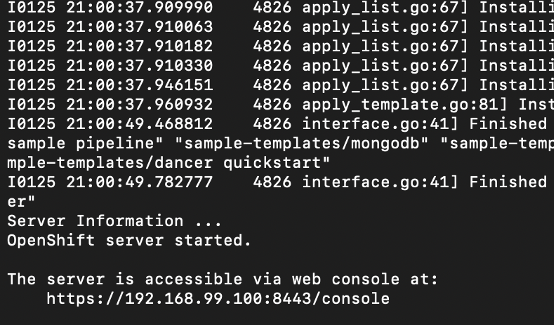 I0125 21:00:37.909990 4826 apply_list.go:67] Installi
I0125 21:00:37.910063 4826 apply_list.go:67] Installi
I0125 21:00:37.910182 4826 apply_list.go:67] Installi
I0125 21:00:37.910330 4826 apply_list.go:67] Installi
I0125 21:00:37.946151 4826 apply_list.go:67] Installi
I0125 21:00:37.960932 4826 apply_template.go:81] Inst
I0125 21:00:49.468812 4826 interface.go:41] Finished
sample pipeline" "sample-templates/mongodb" "sample-temp
mple-templates/dancer quickstart"
I0125 21:00:49.782777 4826 interface.go:41] Finished
er"
Server Information ...
OpenShift server started.
The server is accessible via web console at:
https://192.168.99.100:8443/console